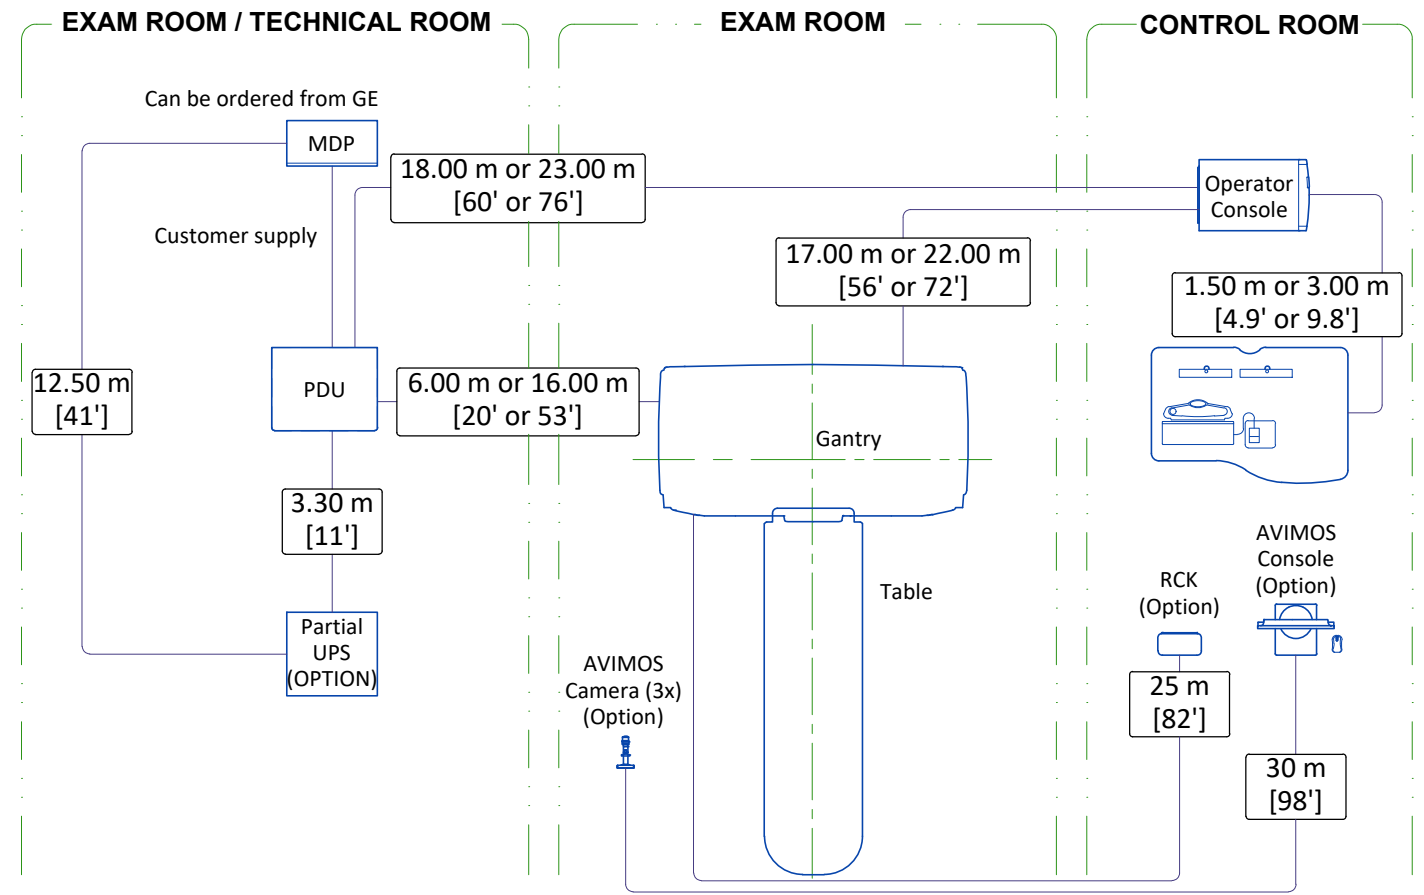 EXAM ROOM / TECHNICAL ROOM
EXAM ROOM
CONTROL ROOM
Can be ordered from GE
MDP
18.00 m or 23.00 m
[60' or 76']
Operator
Console
Customer supply
17.00 m or 22.00 m
[56' or 72']
1.50 m or 3.00 m
[4.9' or 9.8']
12.50 m
[41']
PDU
6.00 m or 16.00 m
[20' or 53']
Gantry
3.30 m
[11']
AVIMOS
Console
(Option)
RCK
(Option)
Table
Partial
UPS
(OPTION)
AVIMOS
Camera (3x)
(Option)
25 m
[82']
30 m
[98']